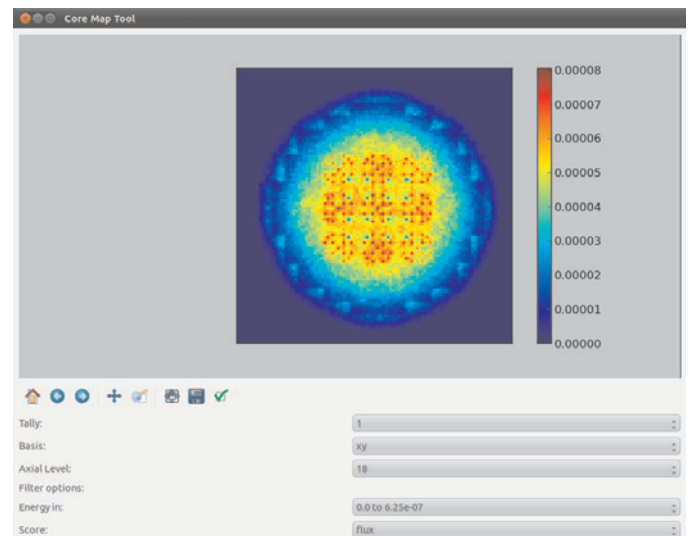 Core Map Tool
0.00008
0.00007
0.00006
0.00005
0.00004
0.00003
0.00002
0.00001
0.00000
Tally: 1
Basis: xy
Axial Level: 18
Filter options:
Energy in: 0.0 to 6.25e-07
Score: flux